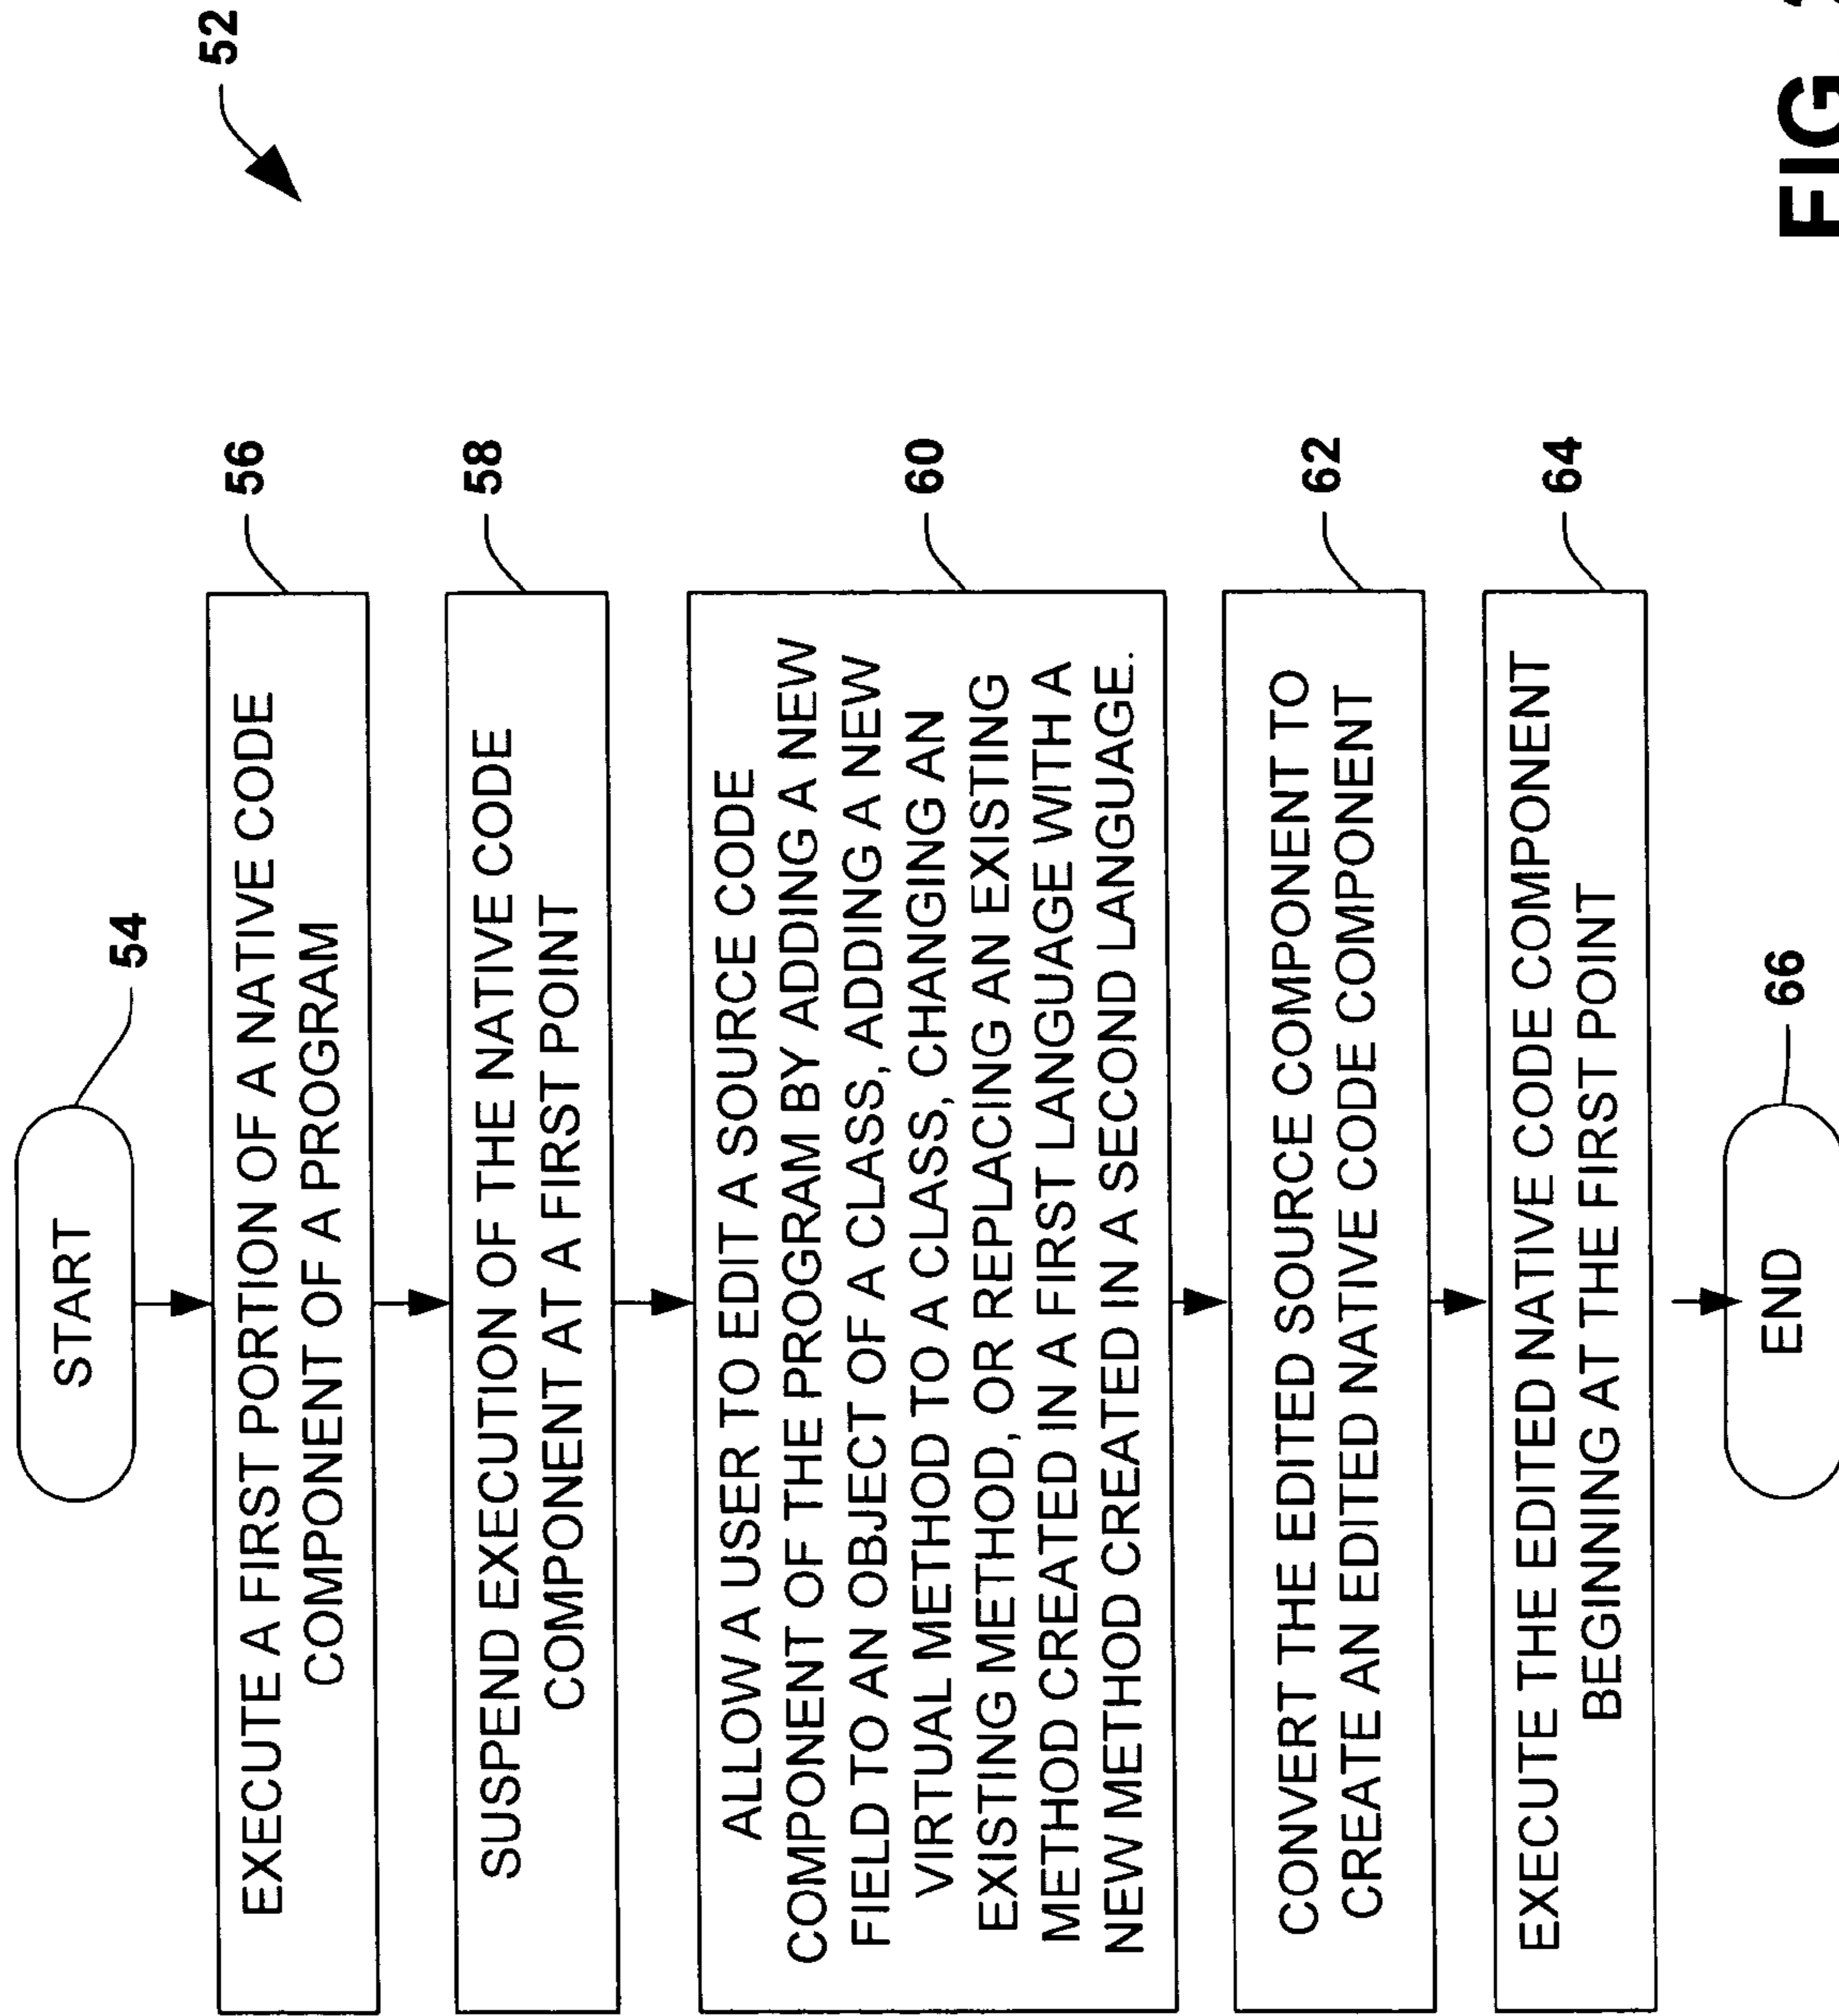 52
START
54
EXECUTE A FIRST PORTION OF A NATIVE CODE
COMPONENT OF A PROGRAM
56
SUSPEND EXECUTION OF THE NATIVE CODE
COMPONENT AT A FIRST POINT
58
ALLOW A USER TO EDIT A SOURCE CODE
COMPONENT OF THE PROGRAM BY ADDING A NEW
FIELD TO AN OBJECT OF A CLASS, ADDING A NEW
VIRTUAL METHOD TO A CLASS, CHANGING AN
EXISTING METHOD, OR REPLACING AN EXISTING
METHOD CREATED IN A FIRST LANGUAGE WITH A
NEW METHOD CREATED IN A SECOND LANGUAGE.
60
CONVERT THE EDITED SOURCE COMPONENT TO
CREATE AN EDITED NATIVE CODE COMPONENT
62
EXECUTE THE EDITED NATIVE CODE COMPONENT
BEGINNING AT THE FIRST POINT
64
END
66
FIG.